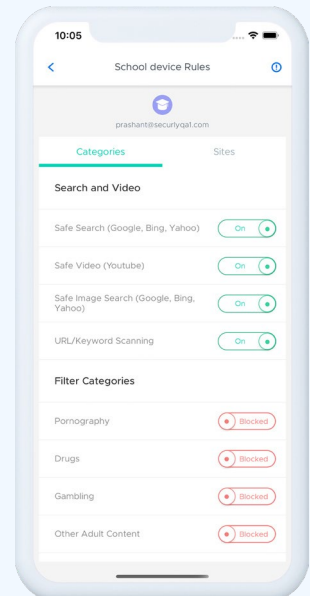 10:05
School device Rules
prashant@securlyqa1.com
Categories
Sites
Search and Video
Safe Search (Google, Bing, Yahoo)
On
Safe Video (Youtube)
On
Safe Image Search (Google, Bing,
Yahoo)
On
URL/Keyword Scanning
On
Filter Categories
Pornography
Blocked
Drugs
Blocked
Gambling
Blocked
Other Adult Content
Blocked